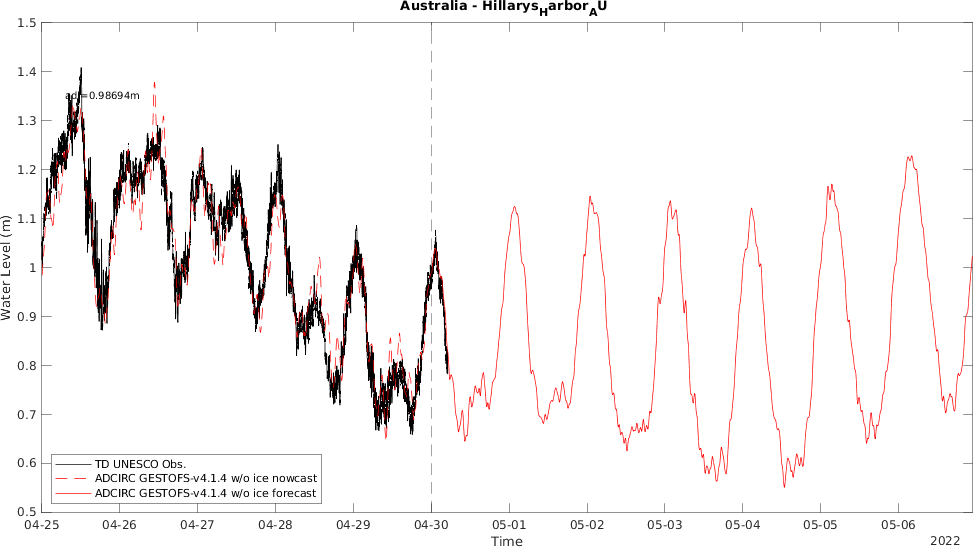 Australia - HillarysHarborAU
1.5
1.4
1.3
1.2
1.1
1
0.9
0.8
0.7
0.6
0.5
Water Level (m)
adj=0.98694m
TD UNESCO Obs.
ADCIRC GESTOFS-v4.1.4 w/o ice nowcast
ADCIRC GESTOFS-v4.1.4 w/o ice forecast
04-25 04-26 04-27 04-28 04-29 04-30 05-01 05-02 05-03 05-04 05-05 05-06
Time
2022